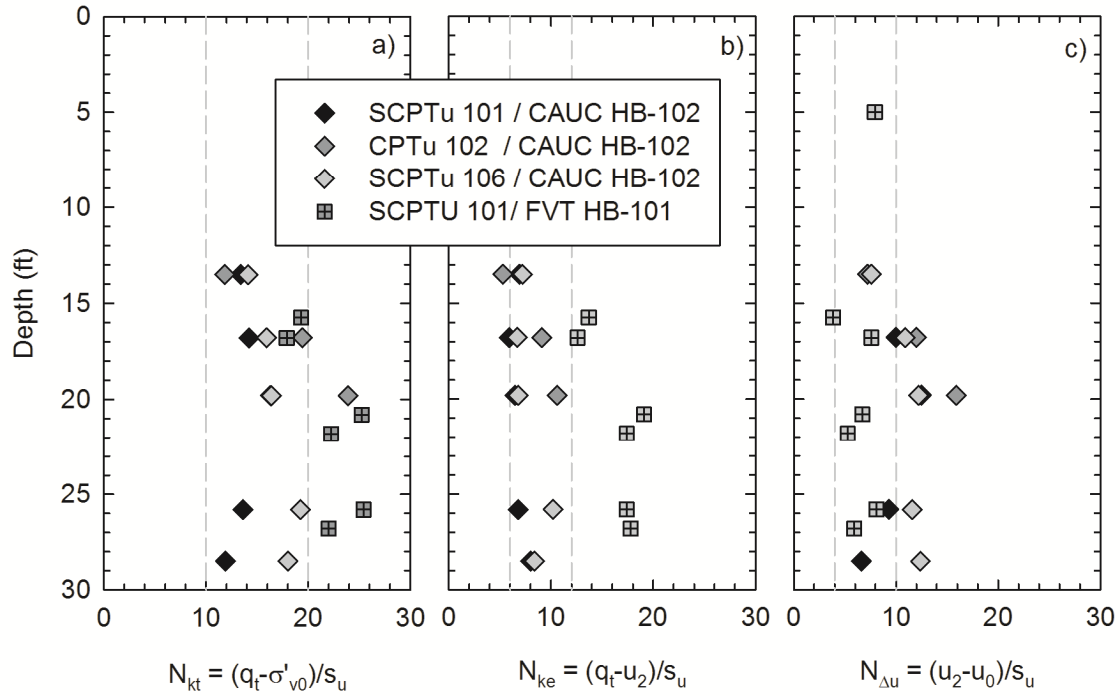 a)
b)
c)
SCPTu 101 / CAUC HB-102
CPTu 102 / CAUC HB-102
SCPTu 106 / CAUC HB-102
SCPTU 101/ FVT HB-101
Depth (ft)
0
5
10
15
20
25
30
0 10 20 30
0 10 20 30
0 10 20 30
N_kt = (q_t-σ'_v0)/s_u
N_ke = (q_t-u_2)/s_u
N_Δu = (u_2-u_0)/s_u